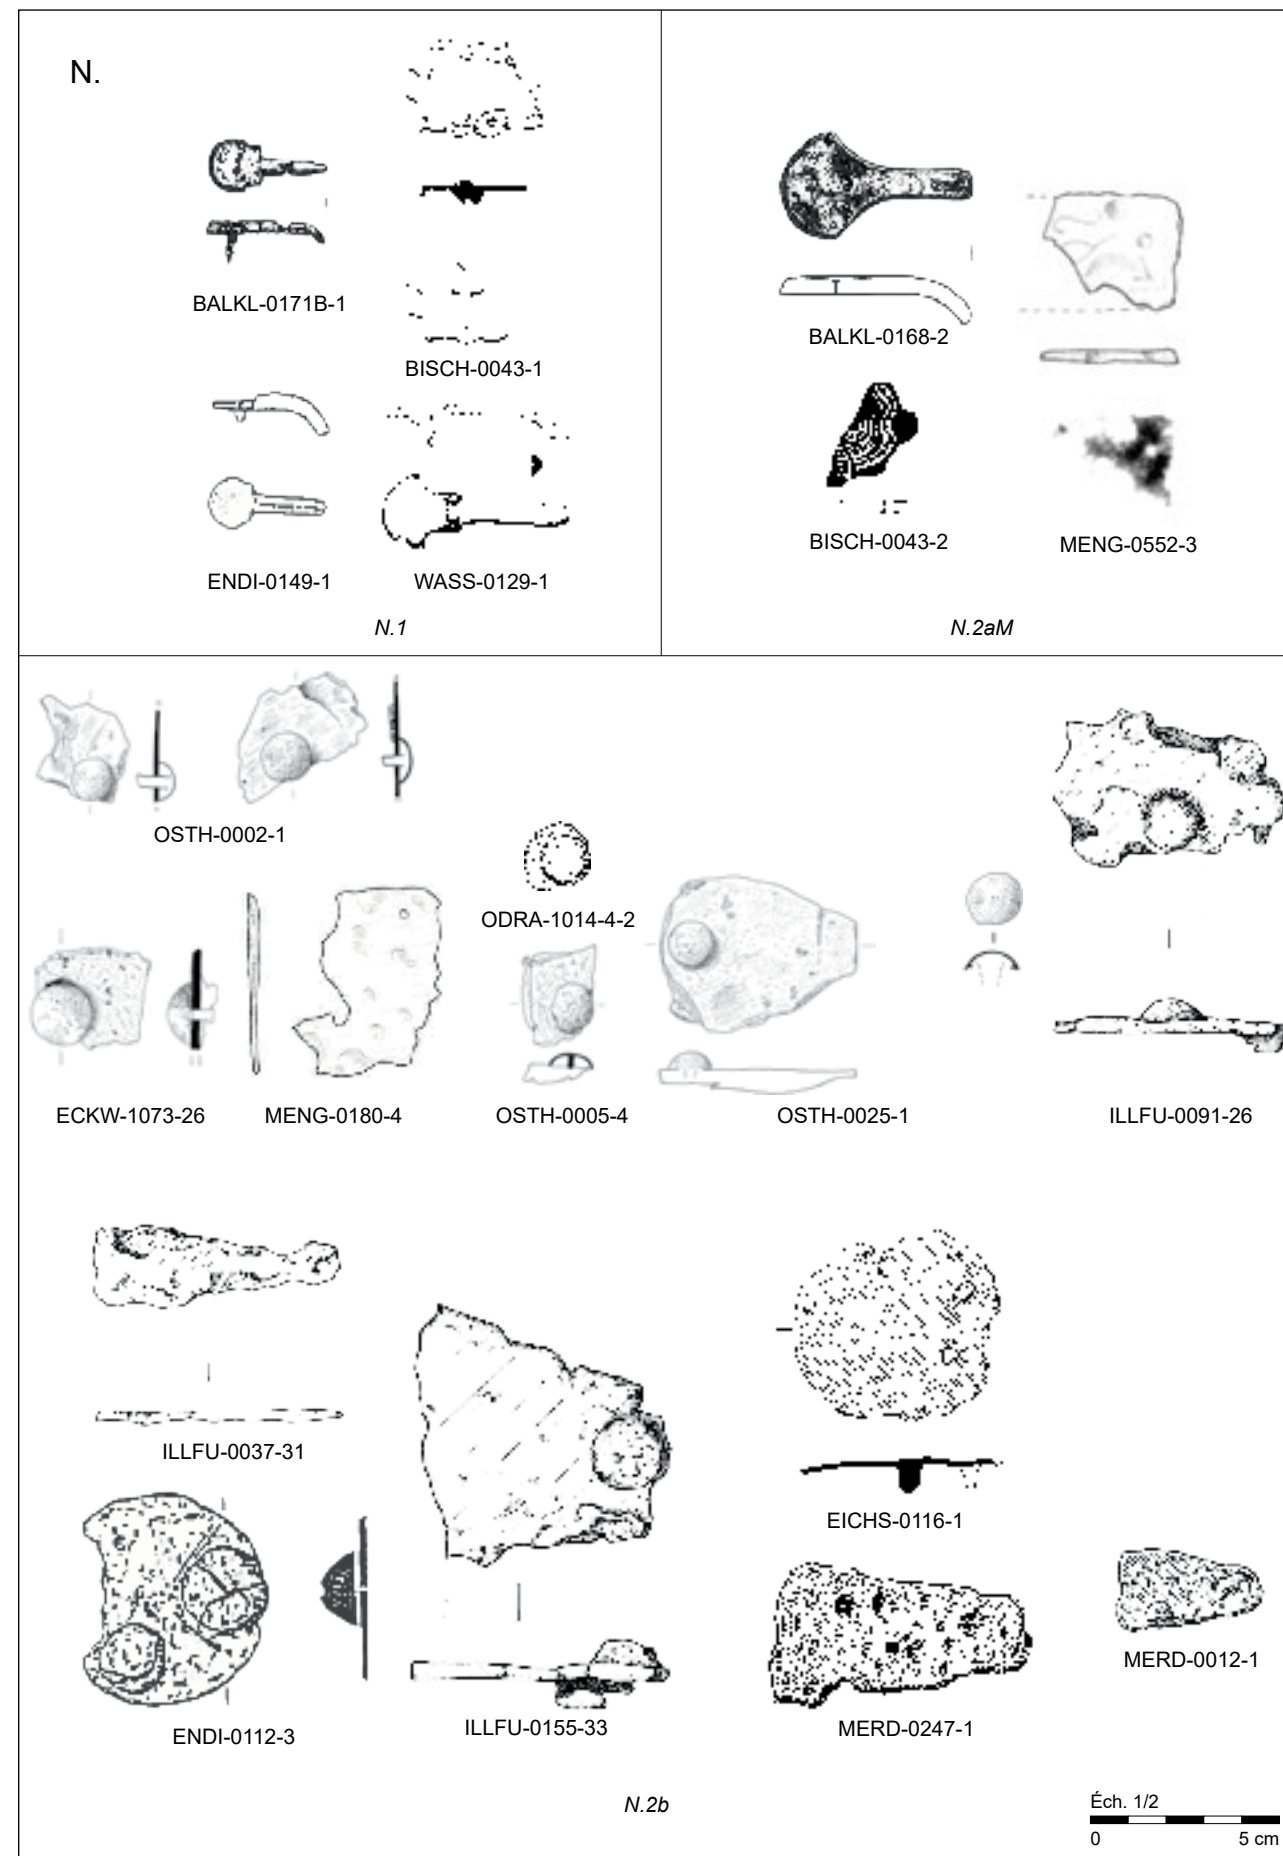 N.
BALKL-0171B-1
BISCH-0043-1
ENDI-0149-1
WASS-0129-1
N.1
BALKL-0168-2
BISCH-0043-2
MENG-0552-3
N.2aM
OSTH-0002-1
ODRA-1014-4-2
ECKW-1073-26
MENG-0180-4
OSTH-0005-4
OSTH-0025-1
ILLFU-0091-26
ILLFU-0037-31
EICHS-0116-1
ENDI-0112-3
ILLFU-0155-33
MERD-0247-1
MERD-0012-1
N.2b
Éch. 1/2
0 5 cm